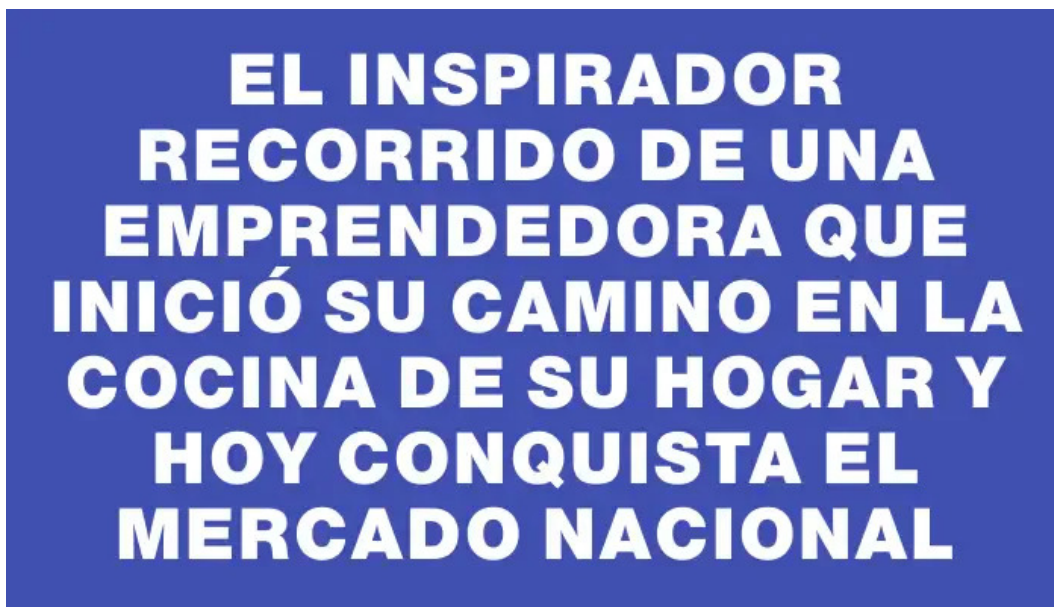 EL INSPIRADOR
RECORRIDO DE UNA
EMPRENDEDORA QUE
INICIÓ SU CAMINO EN LA
COCINA DE SU HOGAR Y
HOY CONQUISTA EL
MERCADO NACIONAL